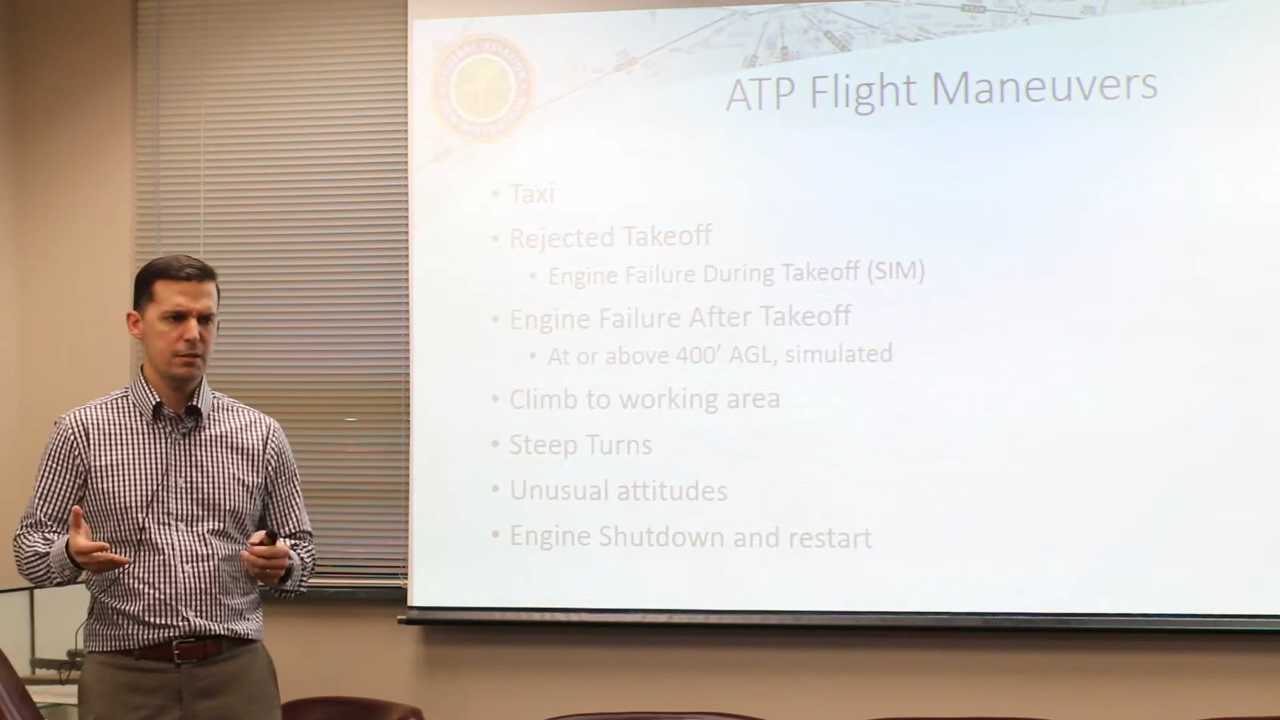 ATP Flight Maneuvers
• Taxi
• Rejected Takeoff
• Engine Failure During Takeoff (SIM)
• Engine Failure After Takeoff
• At or above 400’ AGL, simulated
• Climb to working area
• Steep Turns
• Unusual attitudes
• Engine Shutdown and restart